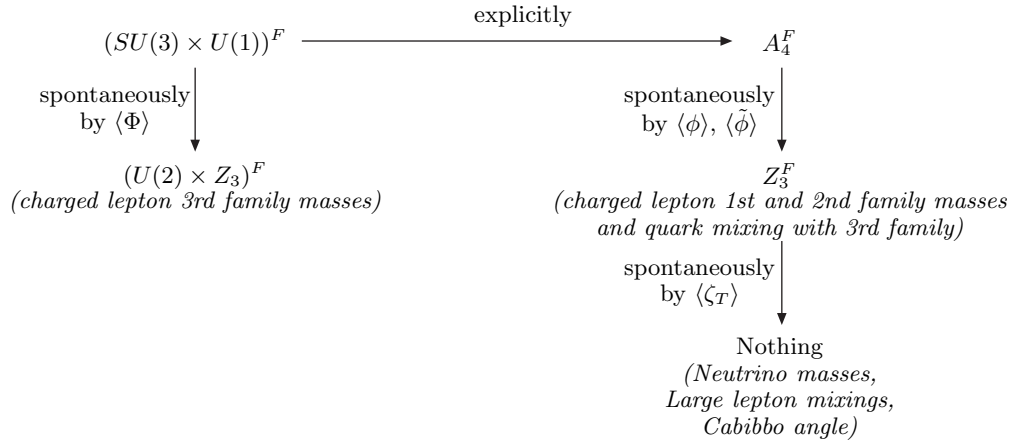 explicitly
(SU(3) × U(1))^F
A_4^F
spontaneously
by ⟨Φ⟩
spontaneously
by ⟨ϕ⟩, ⟨ϕ̃⟩
(U(2) × Z_3)^F
(charged lepton 3rd family masses)
Z_3^F
(charged lepton 1st and 2nd family masses
and quark mixing with 3rd family)
spontaneously
by ⟨ζ_T⟩
Nothing
(Neutrino masses,
Large lepton mixings,
Cabibbo angle)